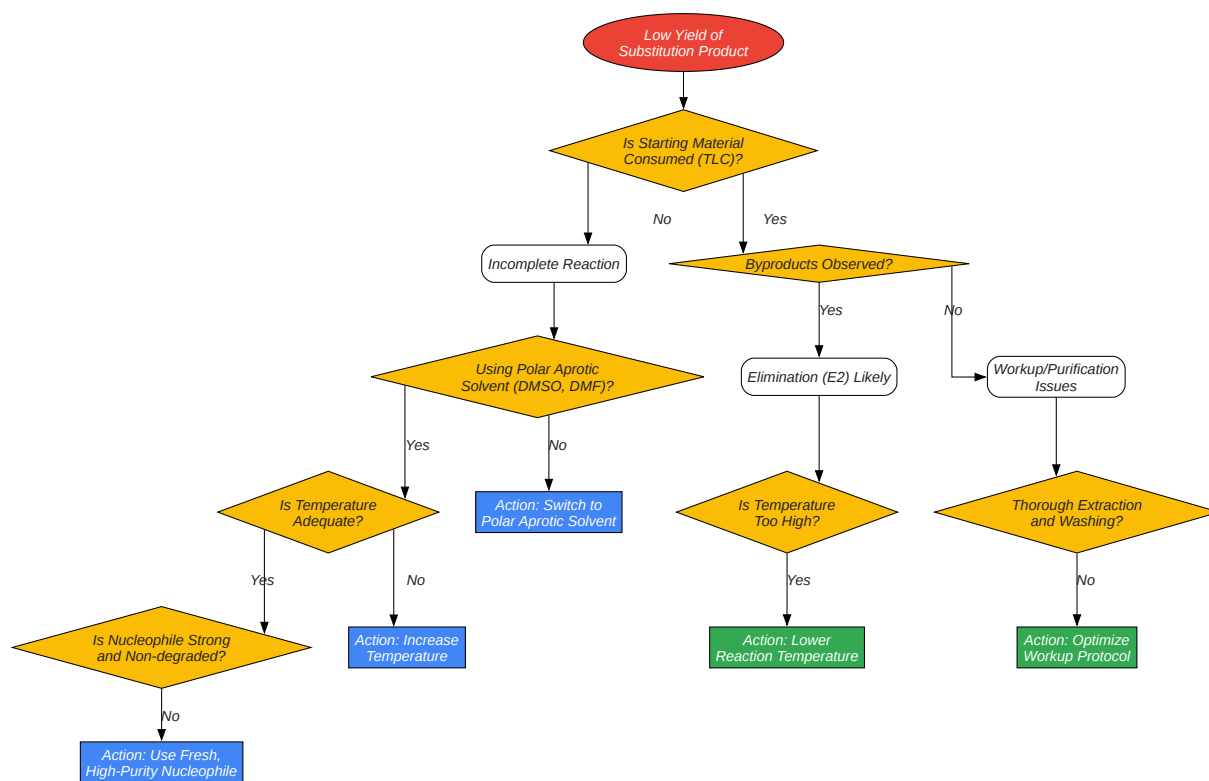 Low Yield of
Substitution Product
Is Starting Material
Consumed (TLC)?
No
Yes
Incomplete Reaction
Byproducts Observed?
Yes
No
Using Polar Aprotic
Solvent (DMSO, DMF)?
Elimination (E2) Likely
Workup/Purification
Issues
Yes
No
Is Temperature
Adequate?
Action: Switch to
Polar Aprotic Solvent
Is Temperature
Too High?
Thorough Extraction
and Washing?
Yes
No
Yes
No
Is Nucleophile Strong
and Non-degraded?
Action: Increase
Temperature
Action: Lower
Reaction Temperature
Action: Optimize
Workup Protocol
No
Action: Use Fresh,
High-Purity Nucleophile